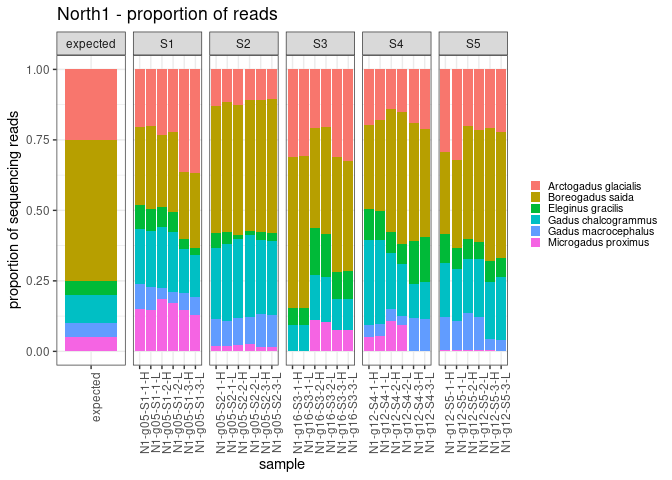 North1 - proportion of reads
expected
S1
S2
S3
S4
S5
1.00
0.75
0.50
0.25
0.00
proportion of sequencing reads
Arctogadus glacialis
Boreogadus saida
Eleginus gracilis
Gadus chalcogrammus
Gadus macrocephalus
Microgadus proximus
expected
N1-g05-S1-1-H
N1-g05-S1-1-L
N1-g05-S1-2-H
N1-g05-S1-2-L
N1-g05-S1-3-H
N1-g05-S1-3-L
N1-g05-S2-1-H
N1-g05-S2-1-L
N1-g05-S2-2-H
N1-g05-S2-2-L
N1-g05-S2-3-H
N1-g05-S2-3-L
N1-g16-S3-1-H
N1-g16-S3-1-L
N1-g16-S3-2-H
N1-g16-S3-2-L
N1-g16-S3-3-H
N1-g16-S3-3-L
N1-g12-S4-1-H
N1-g12-S4-1-L
N1-g12-S4-2-H
N1-g12-S4-2-L
N1-g12-S4-3-H
N1-g12-S4-3-L
N1-g12-S5-1-H
N1-g12-S5-1-L
N1-g12-S5-2-H
N1-g12-S5-2-L
N1-g12-S5-3-H
N1-g12-S5-3-L
sample